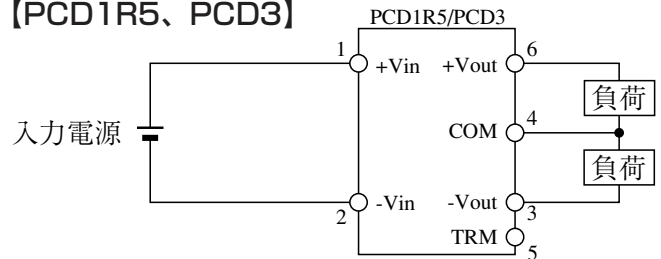 【PCD1R5、PCD3】
PCD1R5/PCD3
1 +Vin +Vout 6
負荷
入力電源
COM 4
負荷
2 -Vin -Vout 3
TRM 5